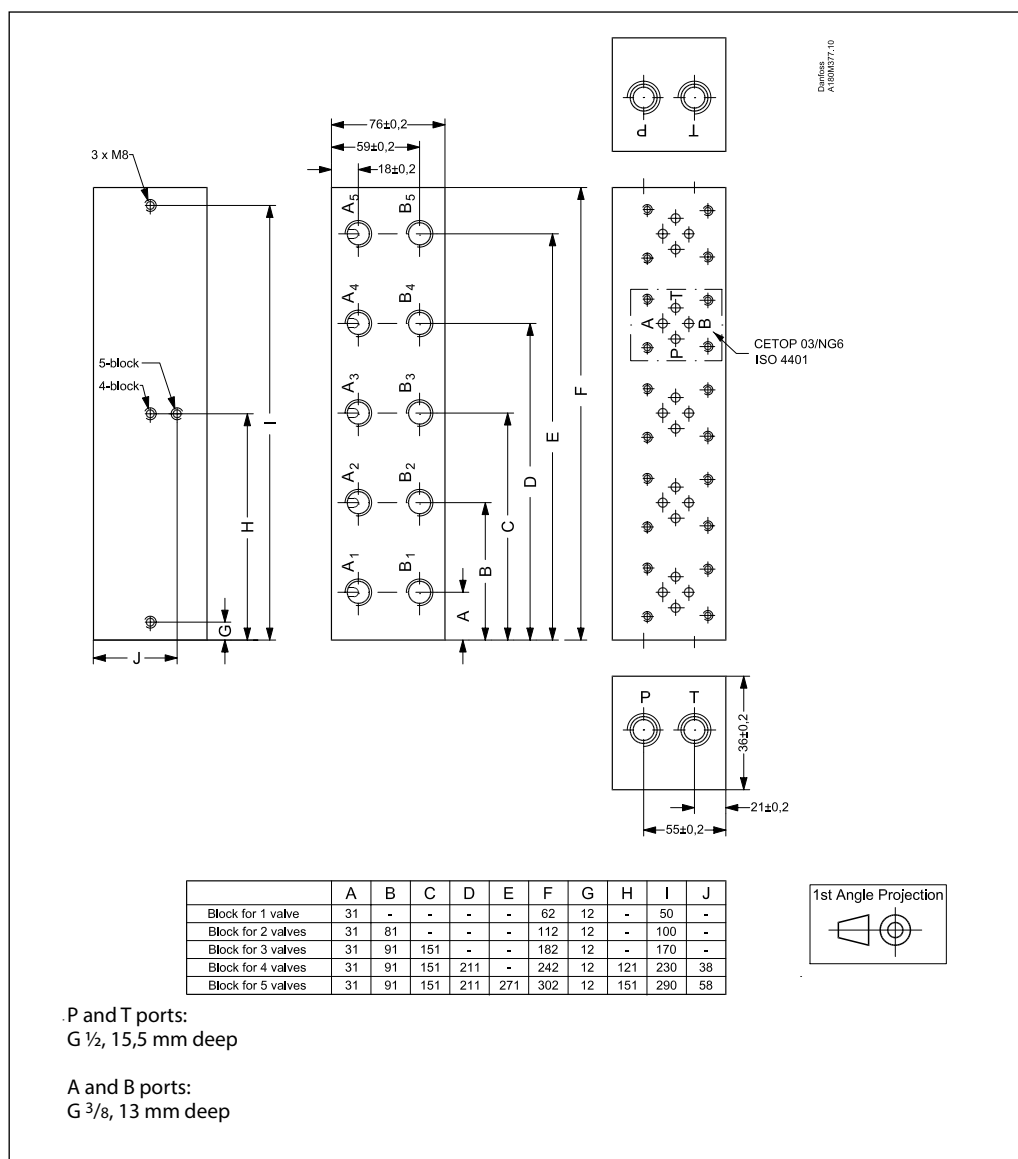 Danfoss
A180M377.10
P T
76±0,2
59±0,2
18±0,2
3 x M8
A5 B5
A4 B4
5-block
4-block
A3 B3
A2 B2
A1 B1
I
H
G
J
F
E
D
C
B
A
T
A B
P
CETOP 03/NG6
ISO 4401
P T
36±0,2
21±0,2
55±0,2
A B C D E F G H I J
Block for 1 valve 31 - - - - 62 12 - 50 -
Block for 2 valves 31 81 - - - 112 12 - 100 -
Block for 3 valves 31 91 151 - - 182 12 - 170 -
Block for 4 valves 31 91 151 211 - 242 12 121 230 38
Block for 5 valves 31 91 151 211 271 302 12 151 290 58
1st Angle Projection
P and T ports:
G ½, 15,5 mm deep
A and B ports:
G 3/8, 13 mm deep